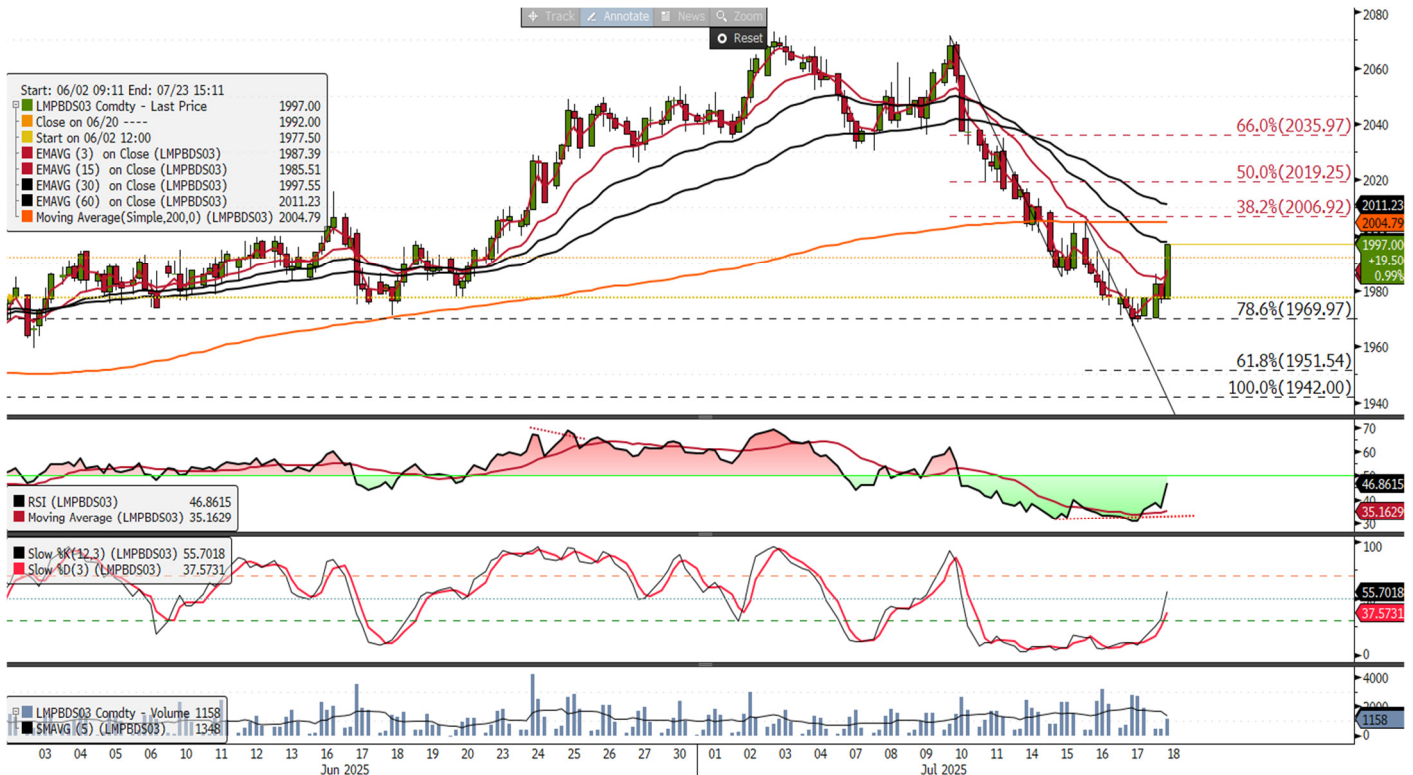 Track Annotate News Zoom
Reset
Start: 06/02 09:11 End: 07/23 15:11
LMPBDS03 Comdty - Last Price 1997.00
Close on 06/20 ---- 1992.00
Start on 06/02 12:00 1977.50
EMAVG (3) on Close (LMPBDS03) 1987.39
EMAVG (15) on Close (LMPBDS03) 1985.51
EMAVG (30) on Close (LMPBDS03) 1997.55
EMAVG (60) on Close (LMPBDS03) 2011.23
Moving Average(Simple,200,0) (LMPBDS03) 2004.79
2080
2060
2040
66.0%(2035.97)
2020
50.0%(2019.25)
2011.23
38.2%(2006.92)
2004.79
1997.00
+19.50
0.99%
1980
78.6%(1969.97)
1960
61.8%(1951.54)
100.0%(1942.00)
1940
70
60
RSI (LMPBDS03) 46.8615
Moving Average (LMPBDS03) 35.1629
46.8615
40
35.1629
30
Slow %K(12,3) (LMPBDS03) 55.7018
Slow %D(3) (LMPBDS03) 37.5731
100
55.7018
37.5731
0
LMPBDS03 Comdty - Volume 1158
SMAVG (5) (LMPBDS03) 1348
4000
1158
0
03 04 05 06 10 11 12 13 16 17 18 19 20 23 24 25 26 27 30 01 02 03 04 07 08 09 10 11 14 15 16 17 18
Jun 2025 Jul 2025